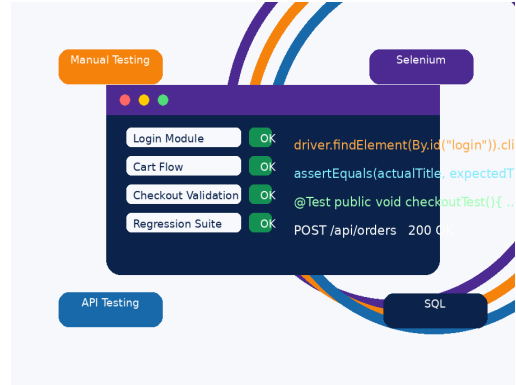 Manual Testing
Selenium
Login Module OK
Cart Flow OK
Checkout Validation OK
Regression Suite OK
driver.findElement(By.id("login")).cli
assertEquals(actualTitle, expectedT
@Test public void checkoutTest(){ ...
POST /api/orders 200 OK
API Testing
SQL